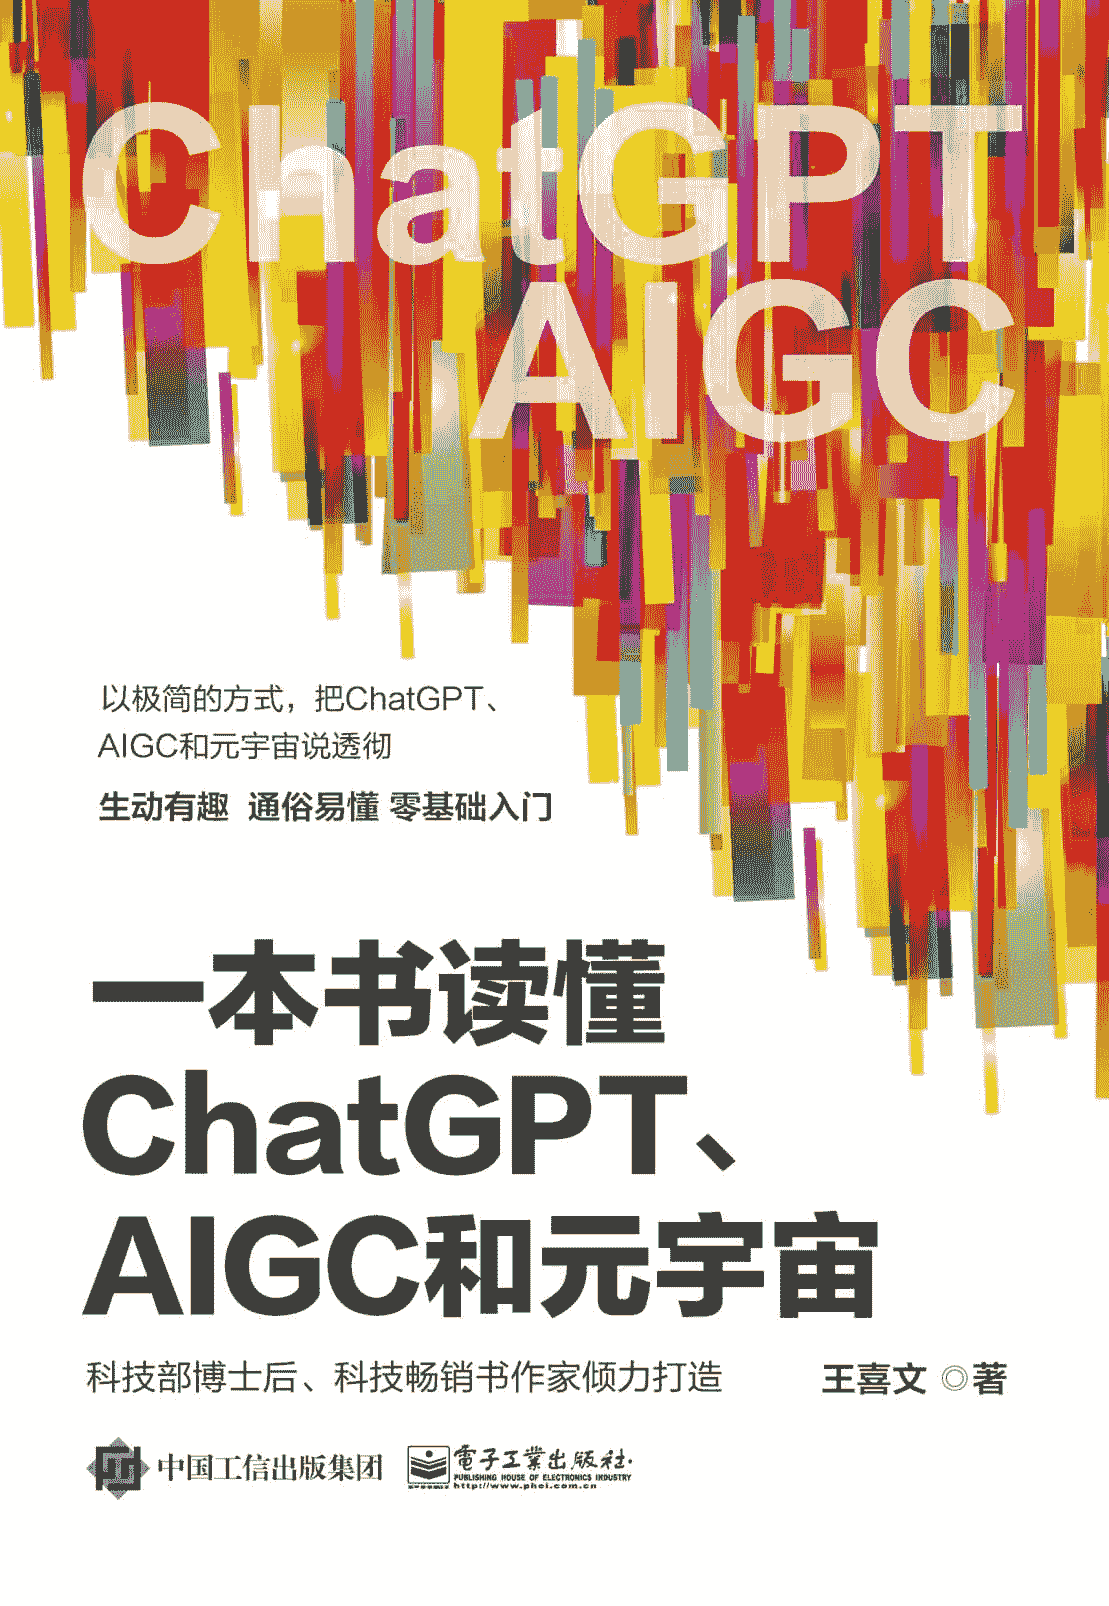 ChatGPT
AIGC
以极简的方式，把ChatGPT、
AIGC和元宇宙说透彻
生动有趣 通俗易懂 零基础入门
一本书读懂
ChatGPT、
AIGC和元宇宙
科技部博士后、科技畅销书作家倾力打造
王喜文 ◎著
中国工信出版集团
電子工業出版社·
PUBLISHING HOUSE OF ELECTRONICS INDUSTRY
http://www.phei.com.cn